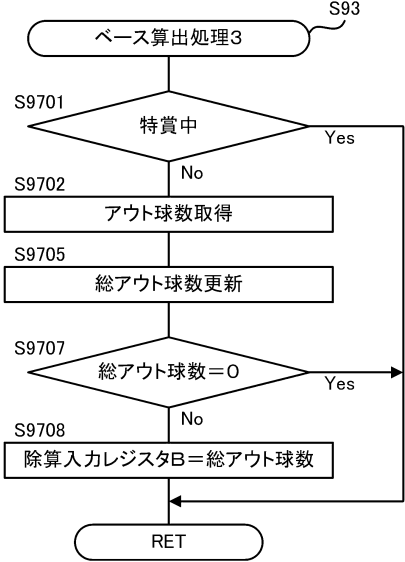 S93
ベース算出処理3
S9701
特賞中
Yes
No
S9702
アウト球数取得
S9705
総アウト球数更新
S9707
総アウト球数=0
Yes
No
S9708
除算入力レジスタB=総アウト球数
RET